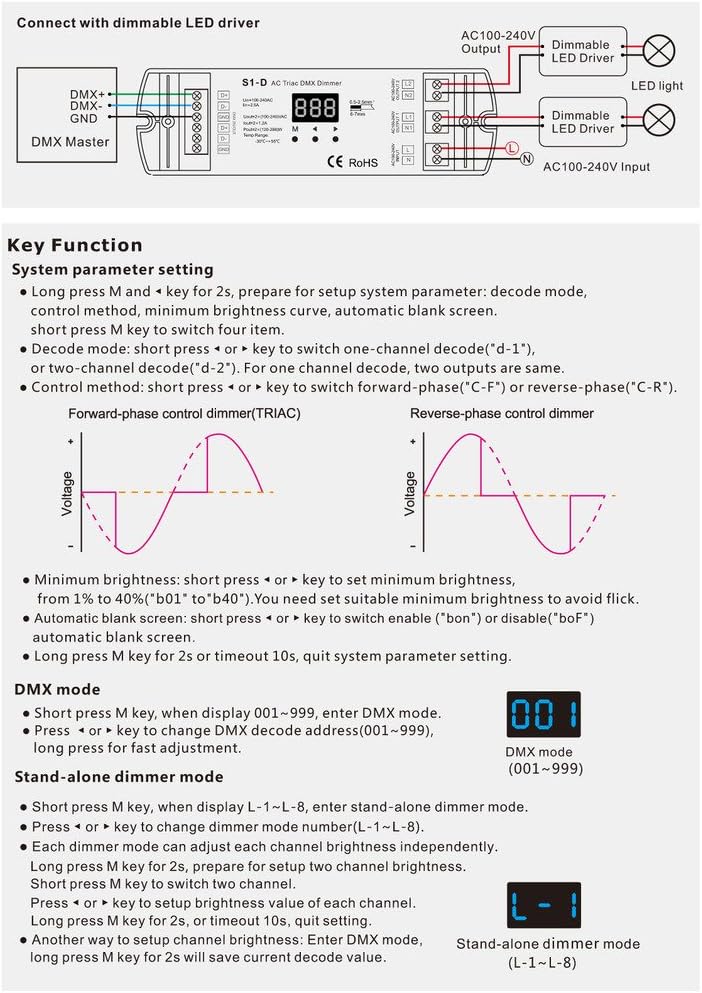 Connect with dimmable LED driver
AC100-240V
Output
Dimmable
LED Driver
LED light
Dimmable
LED Driver
AC100-240V Input
DMX+
DMX-
GND
DMX Master
D+
D-
GND
D+
D-
GND
S1-D AC Triac DMX Dimmer
888
M ◂ ▸
CE RoHS
L2
N2
L1
N1
L
N
L
N
Key Function
System parameter setting
● Long press M and ◂ key for 2s, prepare for setup system parameter: decode mode,
control method, minimum brightness curve, automatic blank screen.
short press M key to switch four item.
● Decode mode: short press ◂ or ▸ key to switch one-channel decode("d-1"),
or two-channel decode("d-2"). For one channel decode, two outputs are same.
● Control method: short press ◂ or ▸ key to switch forward-phase("C-F") or reverse-phase("C-R").
Forward-phase control dimmer(TRIAC)
+
Voltage
-
Reverse-phase control dimmer
+
Voltage
-
● Minimum brightness: short press ◂ or ▸ key to set minimum brightness,
from 1% to 40%("b01" to"b40").You need set suitable minimum brightness to avoid flick.
● Automatic blank screen: short press ◂ or ▸ key to switch enable ("bon") or disable("boF")
automatic blank screen.
● Long press M key for 2s or timeout 10s, quit system parameter setting.
DMX mode
● Short press M key, when display 001~999, enter DMX mode.
● Press ◂ or ▸ key to change DMX decode address(001~999),
long press for fast adjustment.
001
DMX mode
(001~999)
Stand-alone dimmer mode
● Short press M key, when display L-1~L-8, enter stand-alone dimmer mode.
● Press ◂ or ▸ key to change dimmer mode number(L-1~L-8).
● Each dimmer mode can adjust each channel brightness independently.
Long press M key for 2s, prepare for setup two channel brightness.
Short press M key to switch two channel.
Press ◂ or ▸ key to setup brightness value of each channel.
Long press M key for 2s, or timeout 10s, quit setting.
● Another way to setup channel brightness: Enter DMX mode,
long press M key for 2s will save current decode value.
L-1
Stand-alone dimmer mode
(L-1~L-8)